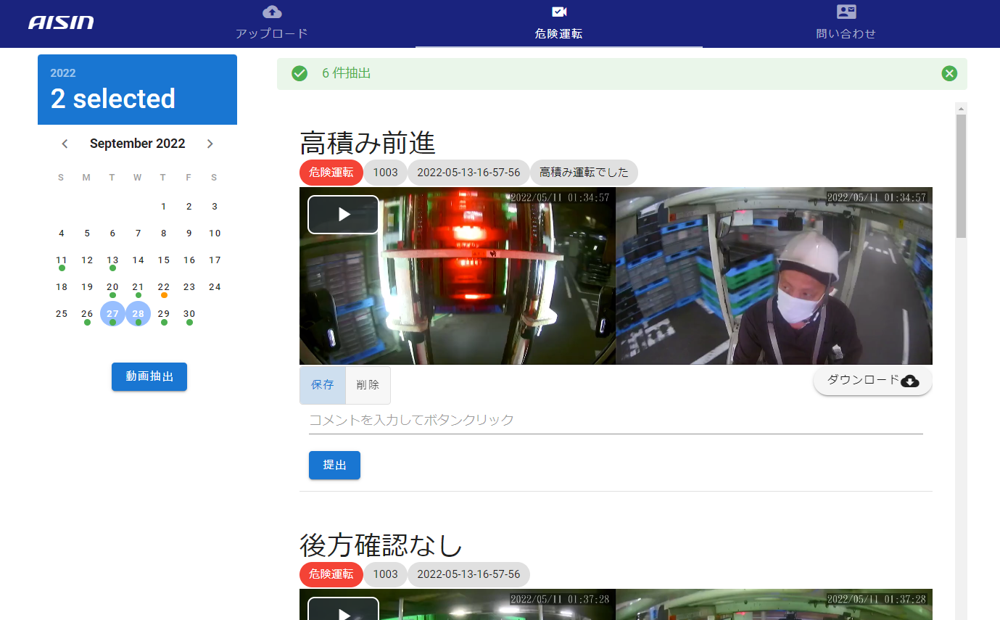 AISIN
アップロード
危険運転
問い合わせ
2022
2 selected
September 2022
S M T W T F S
1 2 3
4 5 6 7 8 9 10
11 12 13 14 15 16 17
18 19 20 21 22 23 24
25 26 27 28 29 30
動画抽出
6 件抽出
高積み前進
危険運転 1003 2022-05-13-16-57-56 高積み運転でした
2022/05/11 01:34:57 2022/05/11 01:34:57
保存 削除 ダウンロード
コメントを入力してボタンクリック
提出
後方確認なし
危険運転 1003 2022-05-13-16-57-56
2022/05/11 01:37:28 2022/05/11 01:37:28